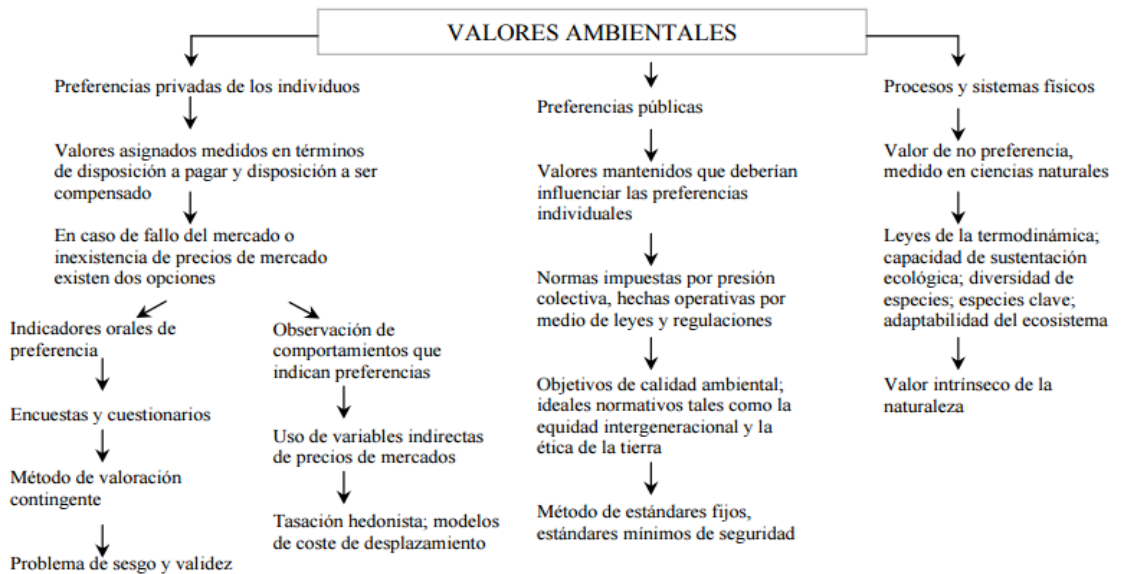 VALORES AMBIENTALES
Preferencias privadas de los individuos
Valores asignados medidos en términos
de disposición a pagar y disposición a ser
compensado
En caso de fallo del mercado o
inexistencia de precios de mercado
existen dos opciones
Indicadores orales de
preferencia
Encuestas y cuestionarios
Método de valoración
contingente
Problema de sesgo y validez
Observación de
comportamientos que
indican preferencias
Uso de variables indirectas
de precios de mercados
Tasación hedonista; modelos
de coste de desplazamiento
Preferencias públicas
Valores mantenidos que deberían
influenciar las preferencias
individuales
Normas impuestas por presión
colectiva, hechas operativas por
medio de leyes y regulaciones
Objetivos de calidad ambiental;
ideales normativos tales como la
equidad intergeneracional y la
ética de la tierra
Método de estándares fijos,
estándares mínimos de seguridad
Procesos y sistemas físicos
Valor de no preferencia,
medido en ciencias naturales
Leyes de la termodinámica;
capacidad de sustentación
ecológica; diversidad de
especies; especies clave;
adaptabilidad del ecosistema
Valor intrínseco de la
naturaleza